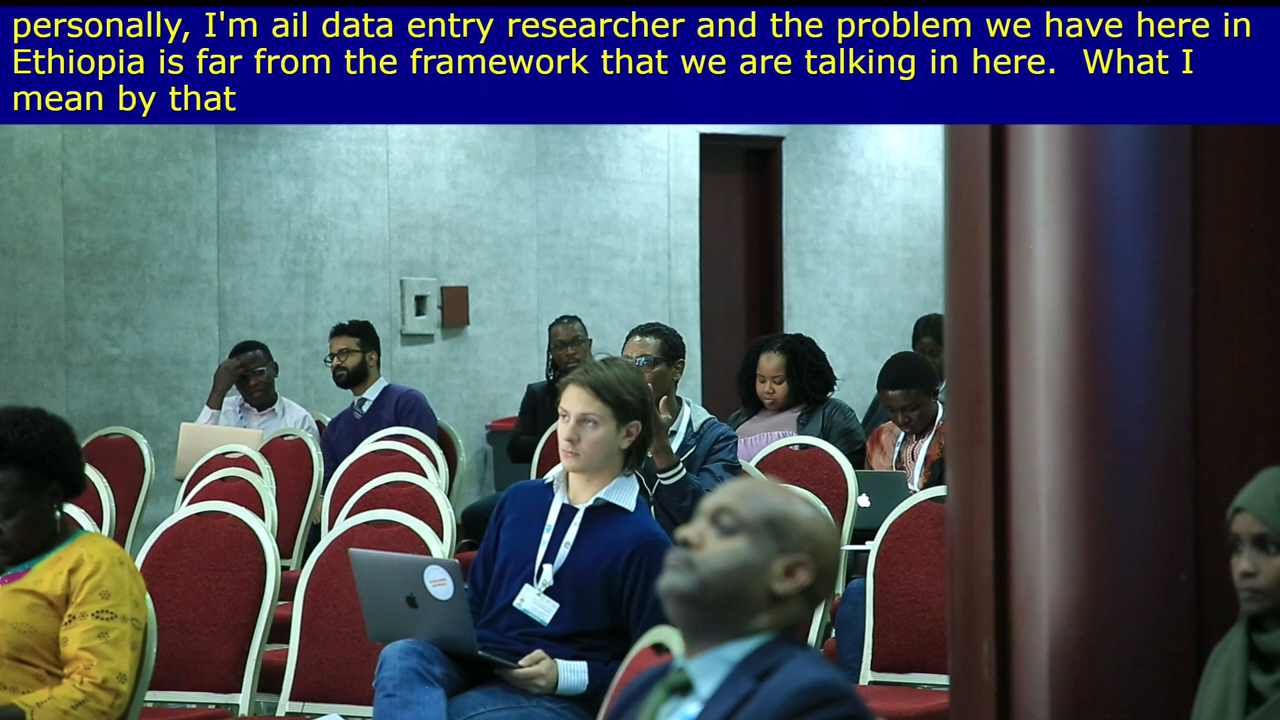 personally, I'm ail data entry researcher and the problem we have here in
Ethiopia is far from the framework that we are talking in here.  What I
mean by that